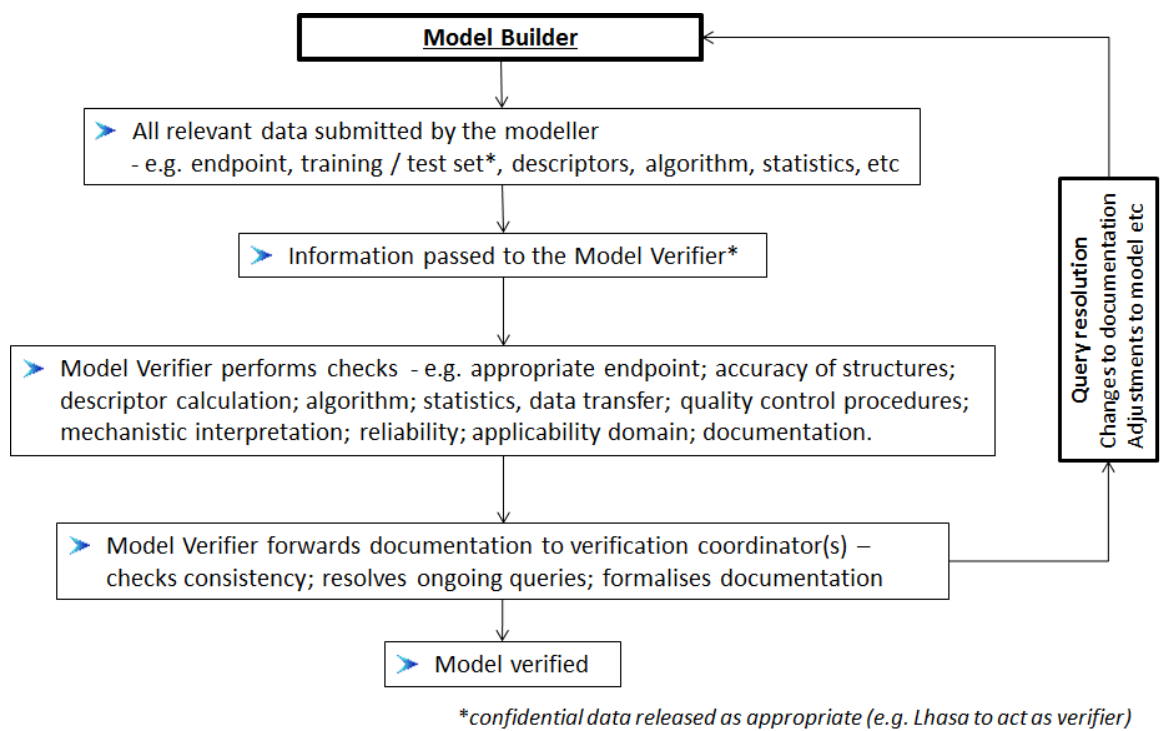 Model Builder
All relevant data submitted by the modeller
- e.g. endpoint, training / test set*, descriptors, algorithm, statistics, etc
Information passed to the Model Verifier*
Model Verifier performs checks - e.g. appropriate endpoint; accuracy of structures;
descriptor calculation; algorithm; statistics, data transfer; quality control procedures;
mechanistic interpretation; reliability; applicability domain; documentation.
Model Verifier forwards documentation to verification coordinator(s) –
checks consistency; resolves ongoing queries; formalises documentation
Model verified
Query resolution
Changes to documentation
Adjustments to model etc
*confidential data released as appropriate (e.g. Lhasa to act as verifier)